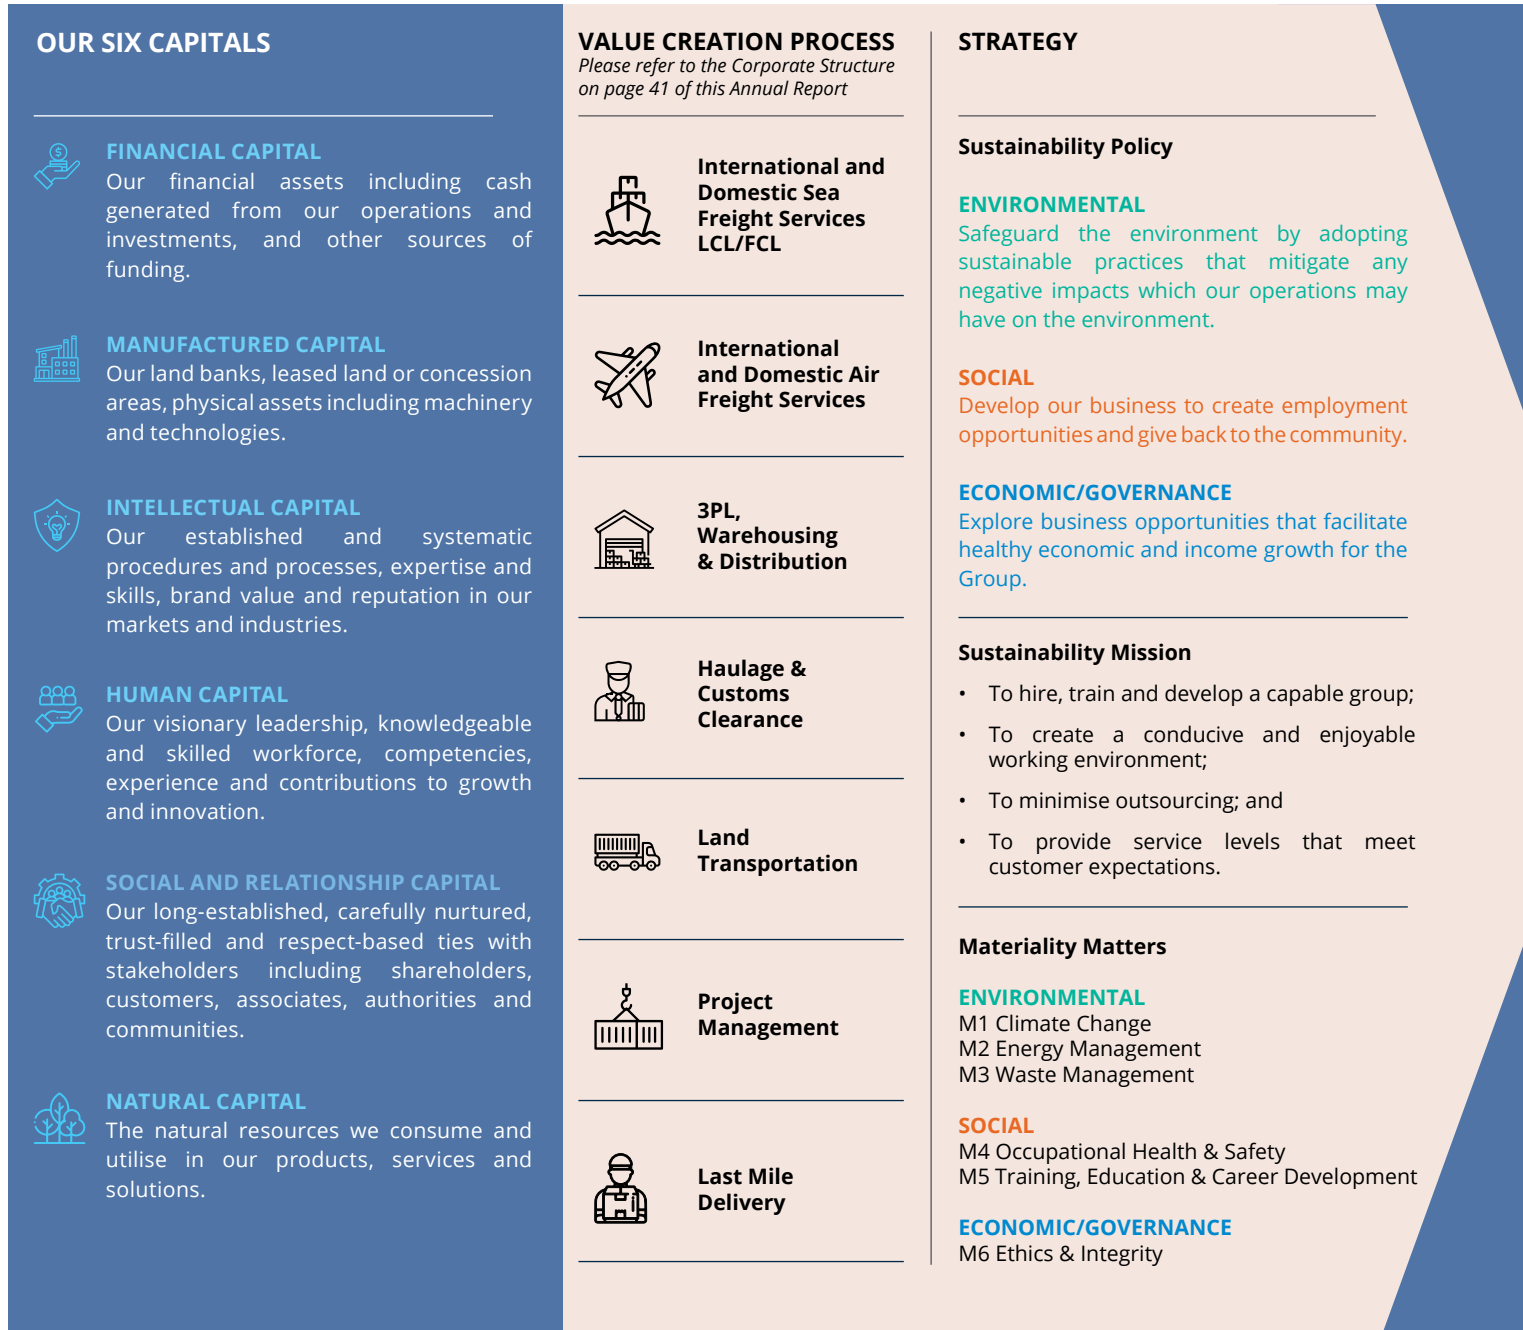 OUR SIX CAPITALS
FINANCIAL CAPITAL
Our financial assets including cash
generated from our operations and
investments, and other sources of
funding.
MANUFACTURED CAPITAL
Our land banks, leased land or concession
areas, physical assets including machinery
and technologies.
INTELLECTUAL CAPITAL
Our established and systematic
procedures and processes, expertise and
skills, brand value and reputation in our
markets and industries.
HUMAN CAPITAL
Our visionary leadership, knowledgeable
and skilled workforce, competencies,
experience and contributions to growth
and innovation.
SOCIAL AND RELATIONSHIP CAPITAL
Our long-established, carefully nurtured,
trust-filled and respect-based ties with
stakeholders including shareholders,
customers, associates, authorities and
communities.
NATURAL CAPITAL
The natural resources we consume and
utilise in our products, services and
solutions.
VALUE CREATION PROCESS
Please refer to the Corporate Structure
on page 41 of this Annual Report
International and
Domestic Sea
Freight Services
LCL/FCL
International
and Domestic Air
Freight Services
3PL,
Warehousing
& Distribution
Haulage &
Customs
Clearance
Land
Transportation
Project
Management
Last Mile
Delivery
STRATEGY
Sustainability Policy
ENVIRONMENTAL
Safeguard the environment by adopting
sustainable practices that mitigate any
negative impacts which our operations may
have on the environment.
SOCIAL
Develop our business to create employment
opportunities and give back to the community.
ECONOMIC/GOVERNANCE
Explore business opportunities that facilitate
healthy economic and income growth for the
Group.
Sustainability Mission
• To hire, train and develop a capable group;
• To create a conducive and enjoyable
working environment;
• To minimise outsourcing; and
• To provide service levels that meet
customer expectations.
Materiality Matters
ENVIRONMENTAL
M1 Climate Change
M2 Energy Management
M3 Waste Management
SOCIAL
M4 Occupational Health & Safety
M5 Training, Education & Career Development
ECONOMIC/GOVERNANCE
M6 Ethics & Integrity